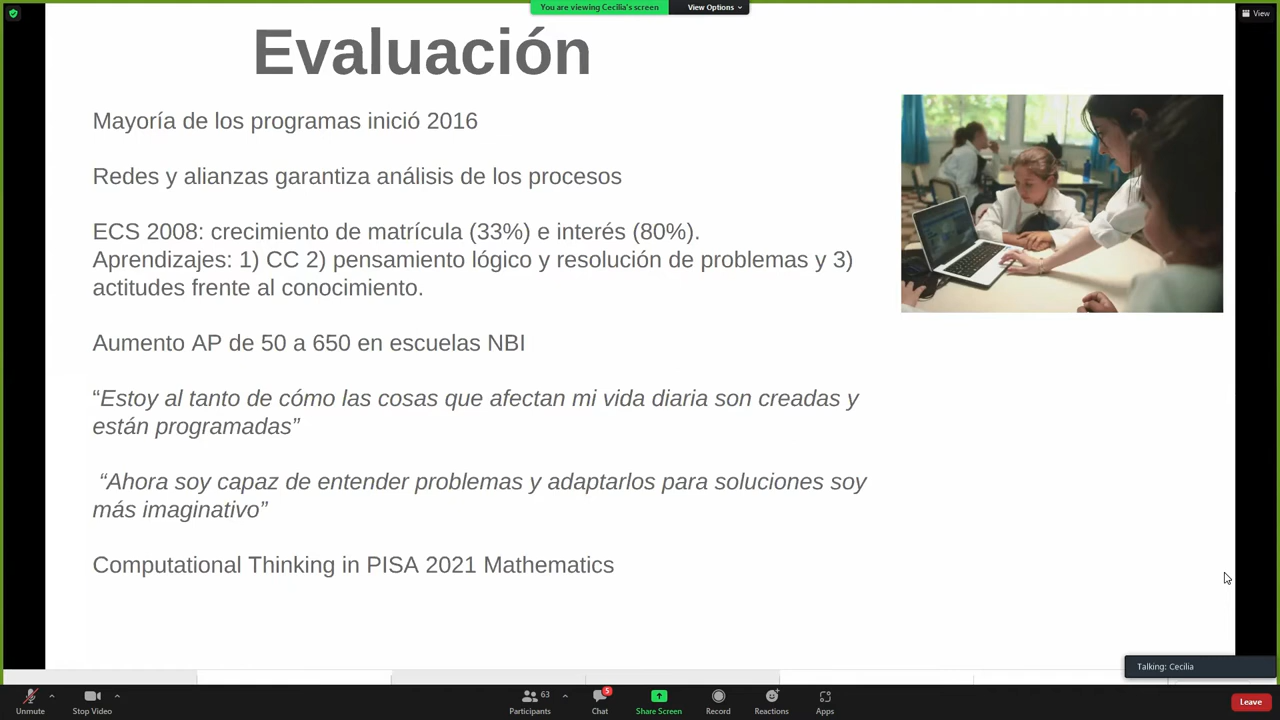 You are viewing Cecilia's screen
View Options
View
Evaluación
Mayoría de los programas inició 2016
Redes y alianzas garantiza análisis de los procesos
ECS 2008: crecimiento de matrícula (33%) e interés (80%).
Aprendizajes: 1) CC 2) pensamiento lógico y resolución de problemas y 3)
actitudes frente al conocimiento.
Aumento AP de 50 a 650 en escuelas NBI
“Estoy al tanto de cómo las cosas que afectan mi vida diaria son creadas y
están programadas”
“Ahora soy capaz de entender problemas y adaptarlos para soluciones soy
más imaginativo”
Computational Thinking in PISA 2021 Mathematics
Talking: Cecilia
Unmute
Stop Video
Participants
63
Chat
5
Share Screen
Record
Reactions
Apps
Leave